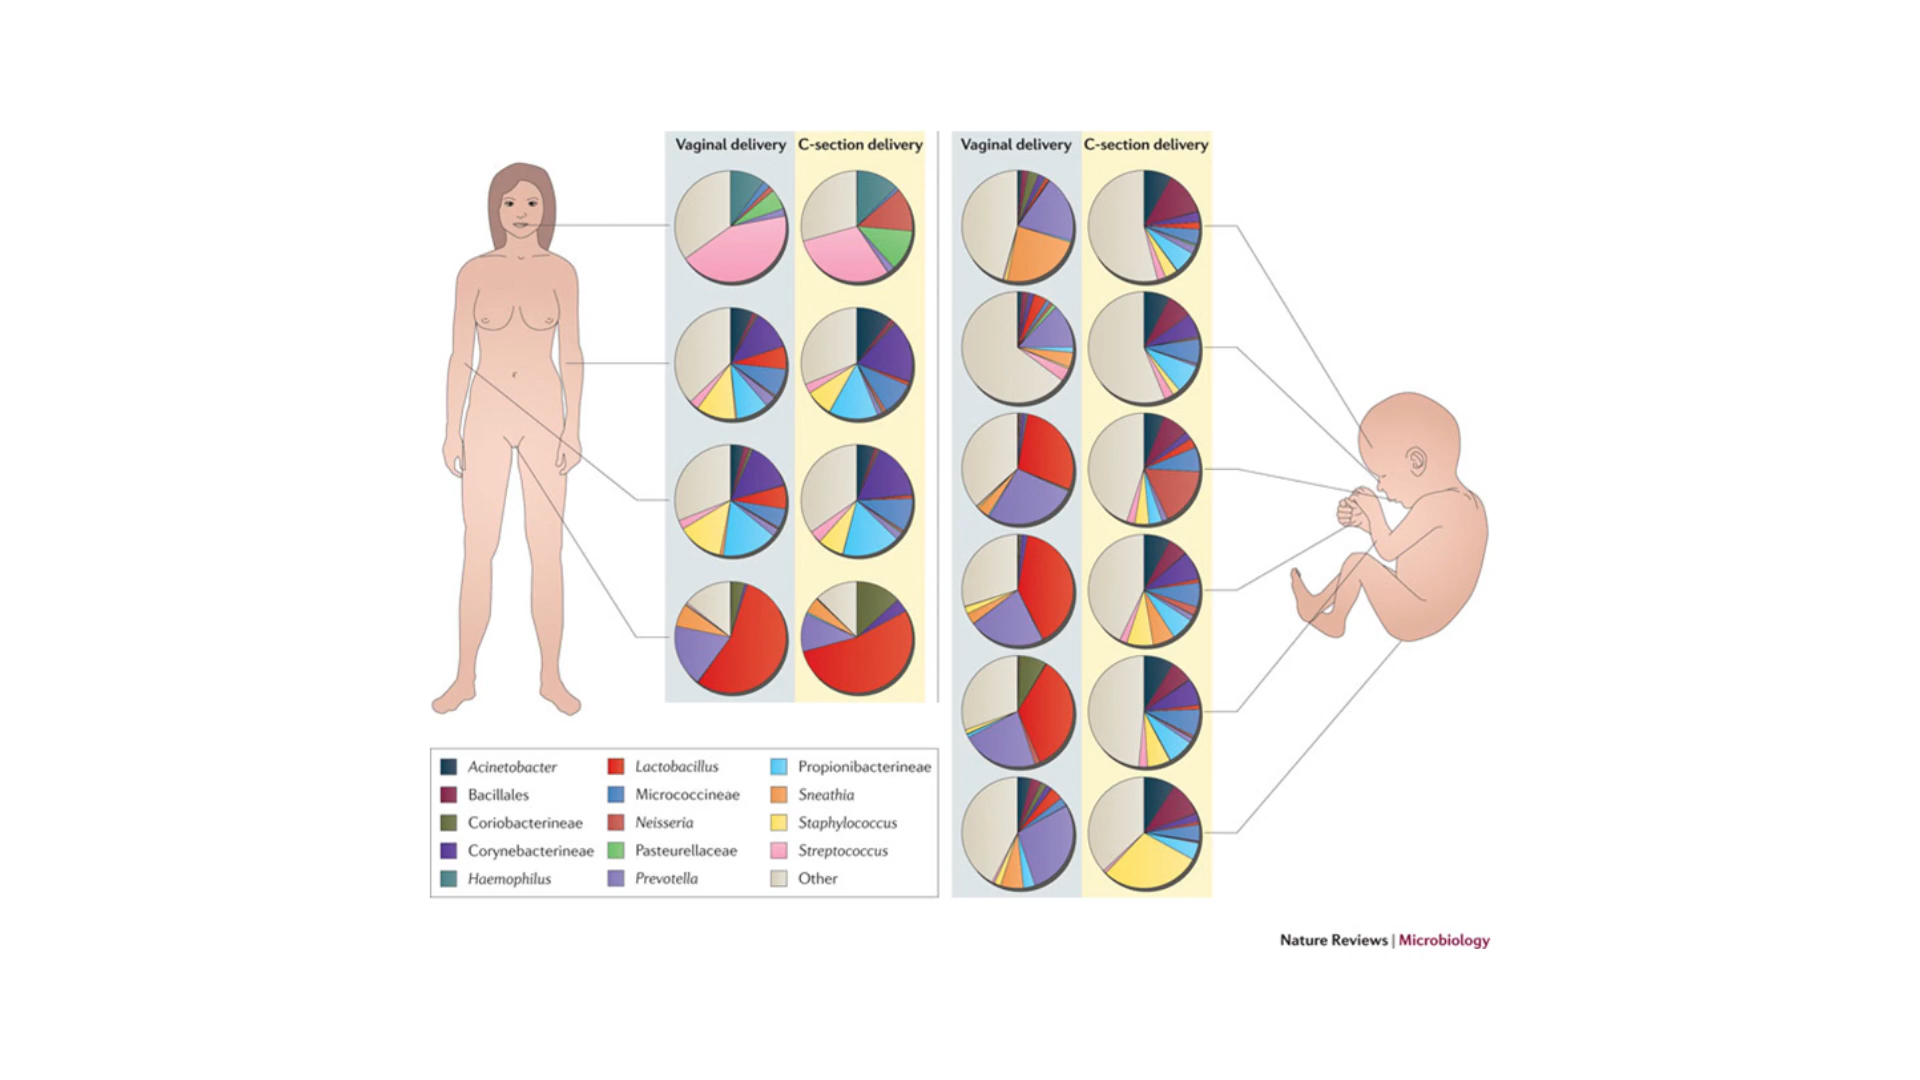 Vaginal delivery C-section delivery
Vaginal delivery C-section delivery
Acinetobacter
Bacillales
Coriobacterineae
Corynebacterineae
Haemophilus
Lactobacillus
Micrococcineae
Neisseria
Pasteurellaceae
Prevotella
Propionibacterineae
Sneathia
Staphylococcus
Streptococcus
Other
Nature Reviews | Microbiology